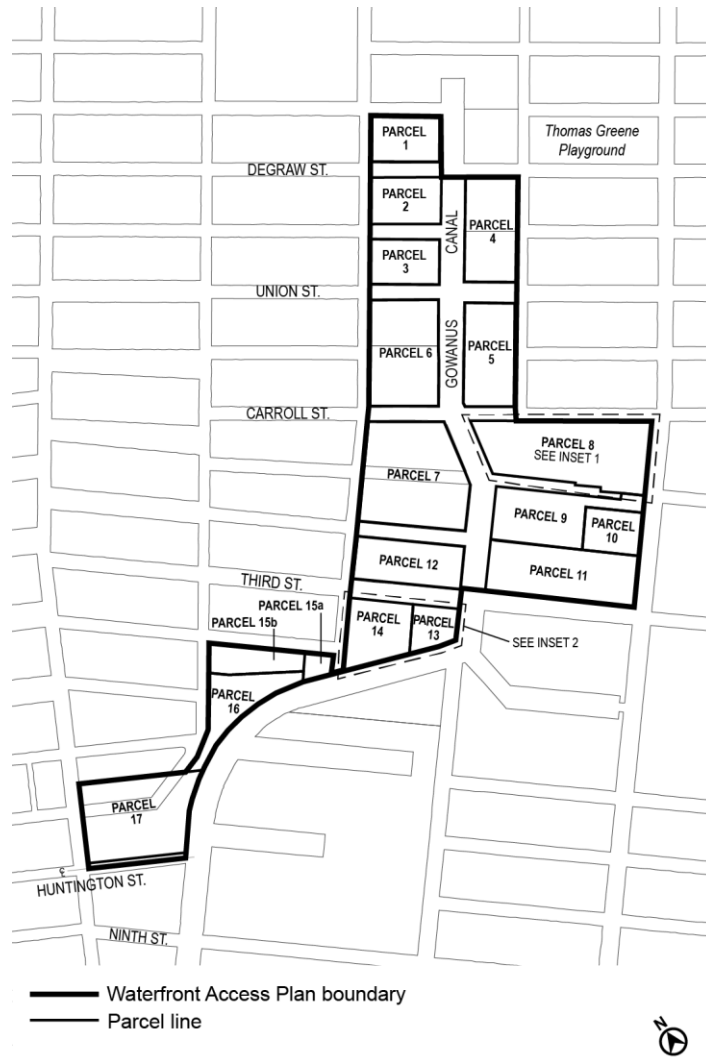 PARCEL
1
Thomas Greene
Playground
DEGRAW ST.
PARCEL
2
CANAL
PARCEL
4
PARCEL
3
UNION ST.
PARCEL 6
GOWANUS
PARCEL
5
CARROLL ST.
PARCEL 8
SEE INSET 1
PARCEL 7
PARCEL 9
PARCEL
10
PARCEL 12
PARCEL 11
THIRD ST.
PARCEL 15a
PARCEL 15b
PARCEL
14
PARCEL
13
SEE INSET 2
PARCEL
16
PARCEL
17
℄
HUNTINGTON ST.
NINTH ST.
Waterfront Access Plan boundary
Parcel line
N